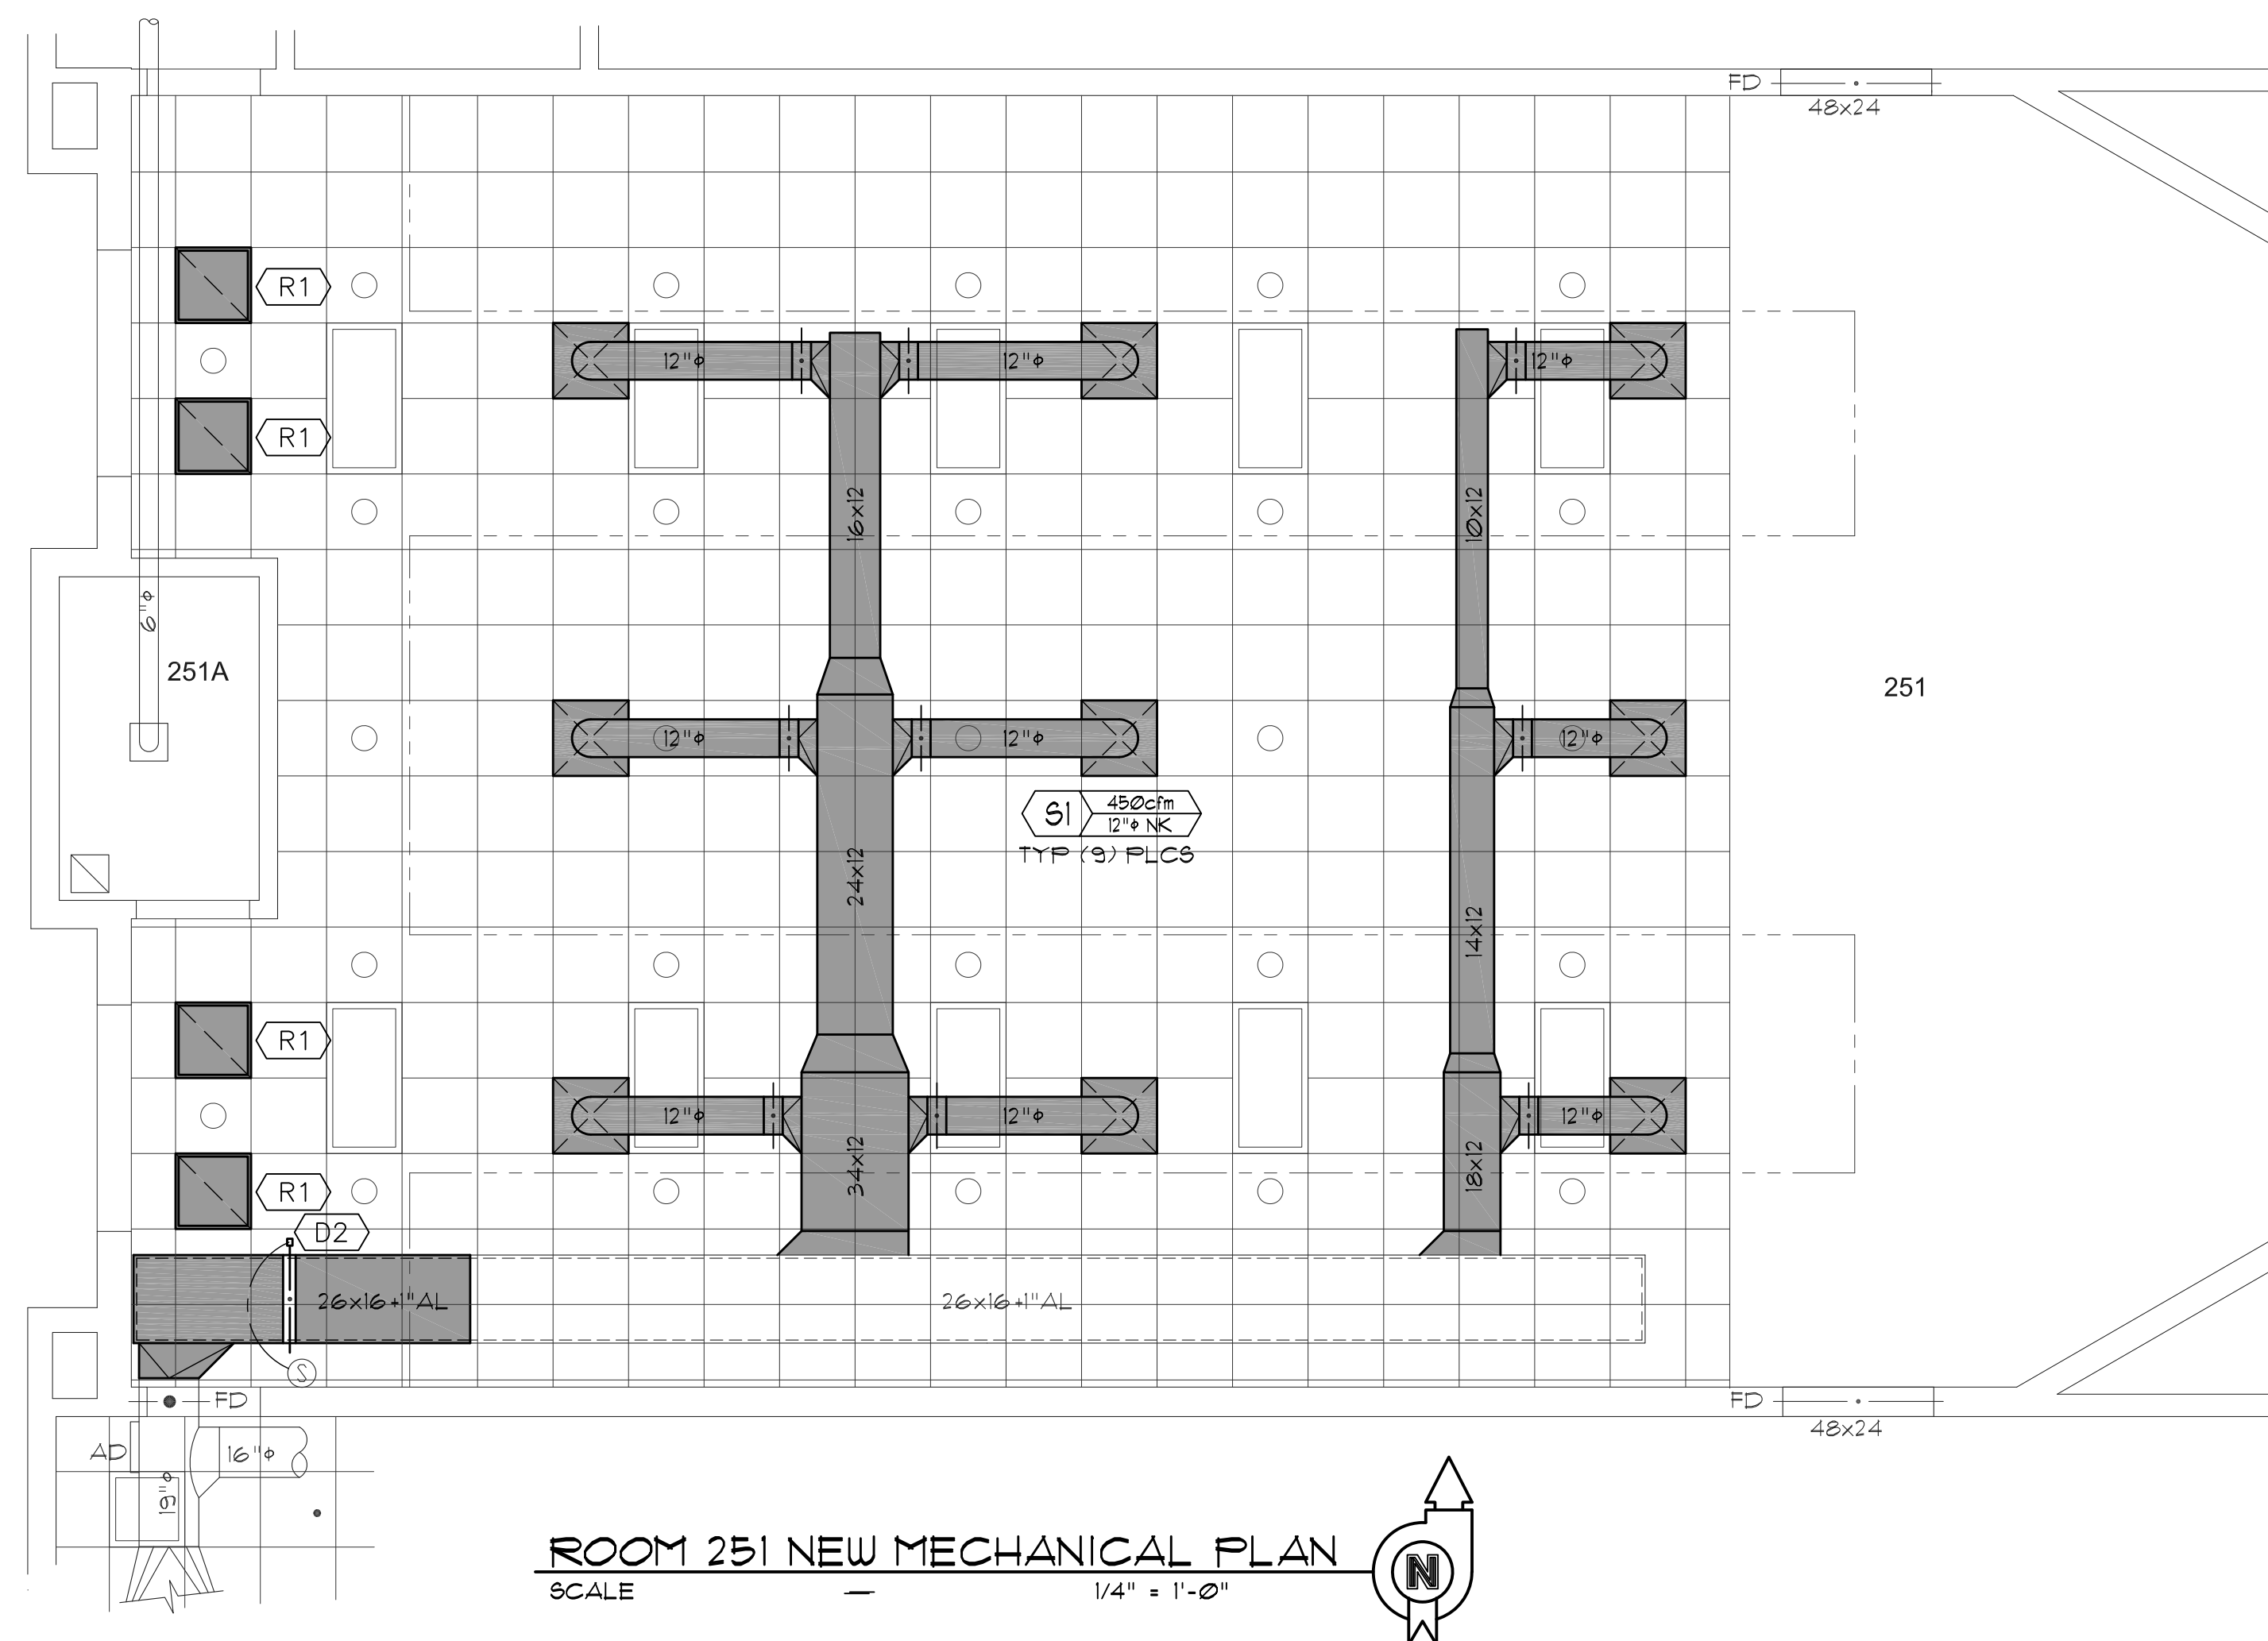 FD
48x24
R1
12"ϕ
12"ϕ
12"ϕ
R1
16x12
10x12
6"ϕ
251A
251
12"ϕ
12"ϕ
12"ϕ
S1
450cfm
12"ϕ NK
TYP (9) PLCS
24x12
14x12
R1
12"ϕ
12"ϕ
12"ϕ
34x12
18x12
R1
D2
26x16+1"AL
26x16+1"AL
S
FD
FD
48x24
AD
16"ϕ
19"ϕ
ROOM 251 NEW MECHANICAL PLAN
SCALE — 1/4" = 1'-0"
N